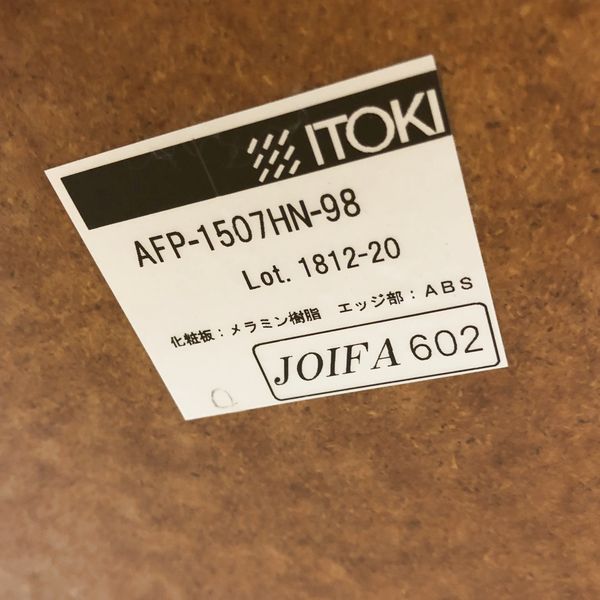 ITOKI
AFP-1507HN-98
Lot. 1812-20
化粧板：メラミン樹脂 エッジ部：ABS
JOIFA 602